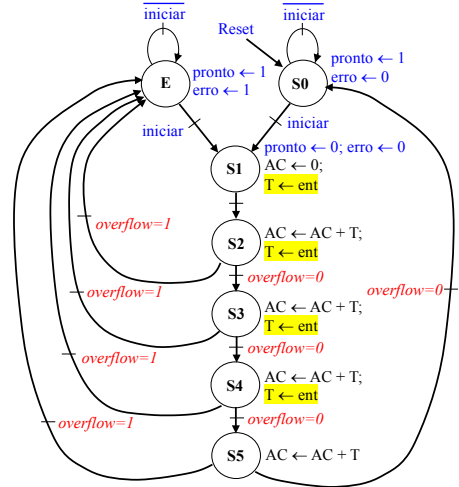 iniciar
iniciar
Reset
E
pronto ← 1
erro ← 1
S0
pronto ← 1
erro ← 0
iniciar
iniciar
pronto ← 0; erro ← 0
S1
AC ← 0;
T ← ent
overflow=1
S2
AC ← AC + T;
T ← ent
overflow=0
overflow=1
overflow=0
S3
AC ← AC + T;
T ← ent
overflow=0
overflow=1
S4
AC ← AC + T;
T ← ent
overflow=0
overflow=1
S5
AC ← AC + T